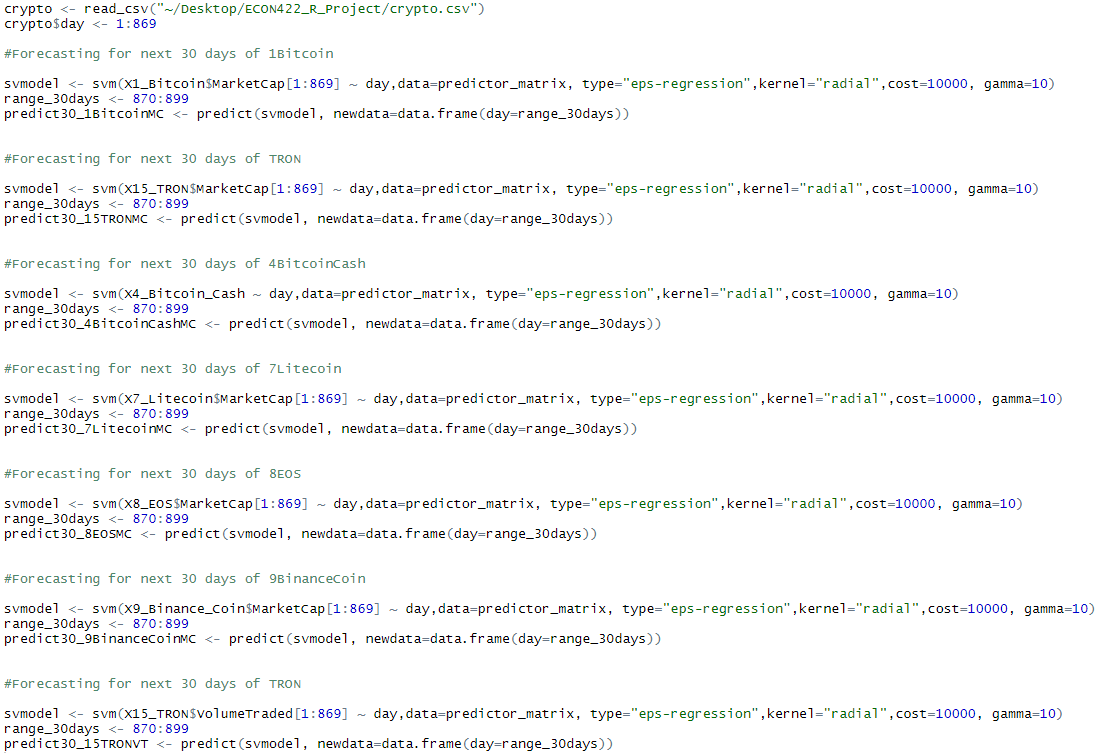 crypto <- read_csv("~/Desktop/ECON422_R_Project/crypto.csv")
crypto$day <- 1:869
#Forecasting for next 30 days of 1Bitcoin
svmodel <- svm(X1_Bitcoin$MarketCap[1:869] ~ day,data=predictor_matrix, type="eps-regression",kernel="radial",cost=10000, gamma=10)
range_30days <- 870:899
predict30_1BitcoinMC <- predict(svmodel, newdata=data.frame(day=range_30days))
#Forecasting for next 30 days of TRON
svmodel <- svm(X15_TRON$MarketCap[1:869] ~ day,data=predictor_matrix, type="eps-regression",kernel="radial",cost=10000, gamma=10)
range_30days <- 870:899
predict30_15TRONMC <- predict(svmodel, newdata=data.frame(day=range_30days))
#Forecasting for next 30 days of 4BitcoinCash
svmodel <- svm(X4_Bitcoin_Cash ~ day,data=predictor_matrix, type="eps-regression",kernel="radial",cost=10000, gamma=10)
range_30days <- 870:899
predict30_4BitcoinCashMC <- predict(svmodel, newdata=data.frame(day=range_30days))
#Forecasting for next 30 days of 7Litecoin
svmodel <- svm(X7_Litecoin$MarketCap[1:869] ~ day,data=predictor_matrix, type="eps-regression",kernel="radial",cost=10000, gamma=10)
range_30days <- 870:899
predict30_7LitecoinMC <- predict(svmodel, newdata=data.frame(day=range_30days))
#Forecasting for next 30 days of 8EOS
svmodel <- svm(X8_EOS$MarketCap[1:869] ~ day,data=predictor_matrix, type="eps-regression",kernel="radial",cost=10000, gamma=10)
range_30days <- 870:899
predict30_8EOSMC <- predict(svmodel, newdata=data.frame(day=range_30days))
#Forecasting for next 30 days of 9BinanceCoin
svmodel <- svm(X9_Binance_Coin$MarketCap[1:869] ~ day,data=predictor_matrix, type="eps-regression",kernel="radial",cost=10000, gamma=10)
range_30days <- 870:899
predict30_9BinanceCoinMC <- predict(svmodel, newdata=data.frame(day=range_30days))
#Forecasting for next 30 days of TRON
svmodel <- svm(X15_TRON$VolumeTraded[1:869] ~ day,data=predictor_matrix, type="eps-regression",kernel="radial",cost=10000, gamma=10)
range_30days <- 870:899
predict30_15TRONVT <- predict(svmodel, newdata=data.frame(day=range_30days))